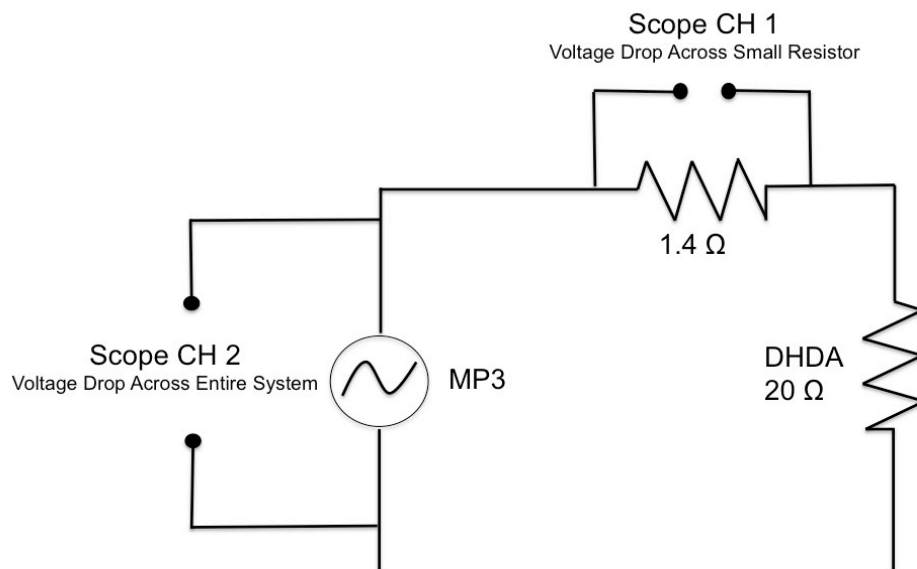 Scope CH 1
Voltage Drop Across Small Resistor
1.4 Ω
Scope CH 2
Voltage Drop Across Entire System
MP3
DHDA
20 Ω